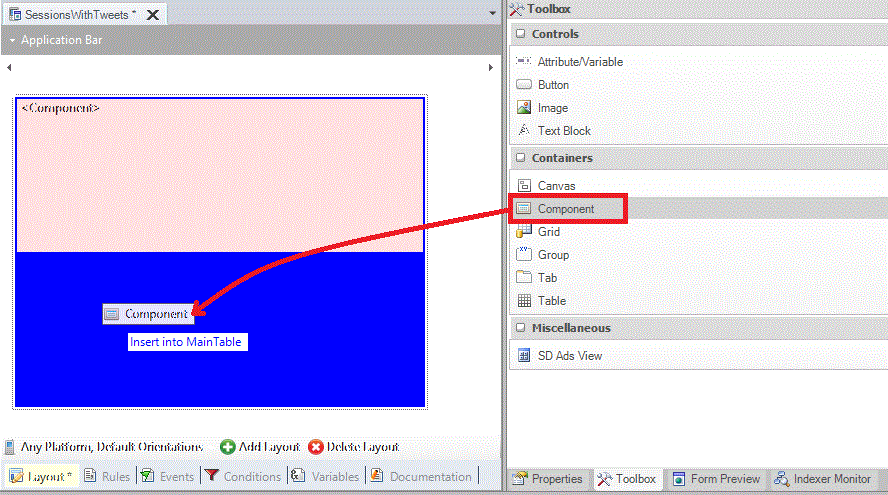 SessionsWithTweets *
Application Bar
<Component>
Component
Insert into MainTable
Any Platform, Default Orientations Add Layout Delete Layout
Layout * Rules Events Conditions Variables Documentation
Toolbox
Controls
Attribute/Variable
Button
Image
Text Block
Containers
Canvas
Component
Grid
Group
Tab
Table
Miscellaneous
SD Ads View
Properties Toolbox Form Preview Indexer Monitor